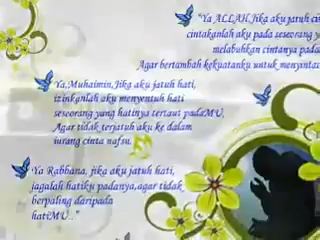 "Ya ALLAH, Jika aku jatuh
cintakanlah aku pada seseorang
melabuhkan cintanya
Agar bertambah kekuatanku untuk
Ya,Muhaimin,Jika aku jatuh hati,
izinkanlah aku menyentuh hati
seseorang yang hatinya tertaut padaMU,
Agar tidak terjatuh aku ke dalam
jurang cinta nafsu.
Ya Rabbana, jika aku jatuh hati,
jagalah hatiku padanya,agar tidak
berpaling daripada
hatiMU.."